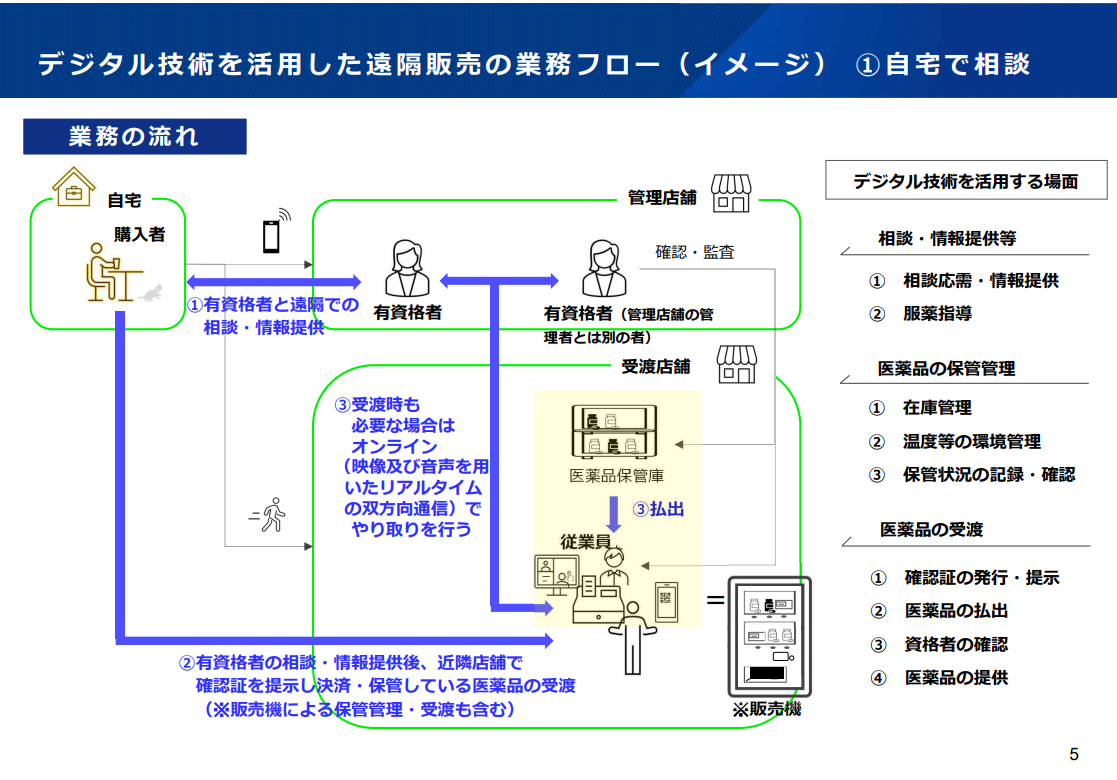 デジタル技術を活用した遠隔販売の業務フロー（イメージ） ①自宅で相談
業務の流れ
自宅
購入者
①有資格者と遠隔での
相談・情報提供
管理店舗
有資格者
有資格者（管理店舗の管
理者とは別の者）
確認・監査
受渡店舗
③受渡時も
必要な場合は
オンライン
（映像及び音声を用
いたリアルタイム
の双方向通信）で
やり取りを行う
医薬品保管庫
③払出
従業員
=
※販売機
②有資格者の相談・情報提供後、近隣店舗で
確認証を提示し決済・保管している医薬品の受渡
（※販売機による保管管理・受渡も含む）
デジタル技術を活用する場面
相談・情報提供等
① 相談応需・情報提供
② 服薬指導
医薬品の保管管理
① 在庫管理
② 温度等の環境管理
③ 保管状況の記録・確認
医薬品の受渡
① 確認証の発行・提示
② 医薬品の払出
③ 資格者の確認
④ 医薬品の提供
5